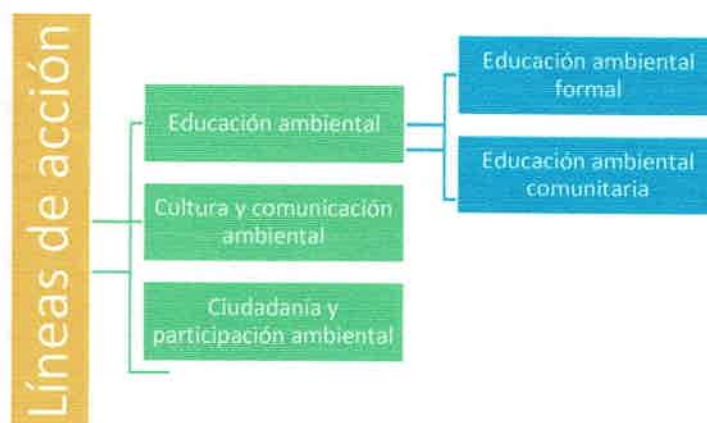 Líneas de acción
Educación ambiental
Educación ambiental
formal
Educación ambiental
comunitaria
Cultura y comunicación
ambiental
Ciudadanía y
participación ambiental